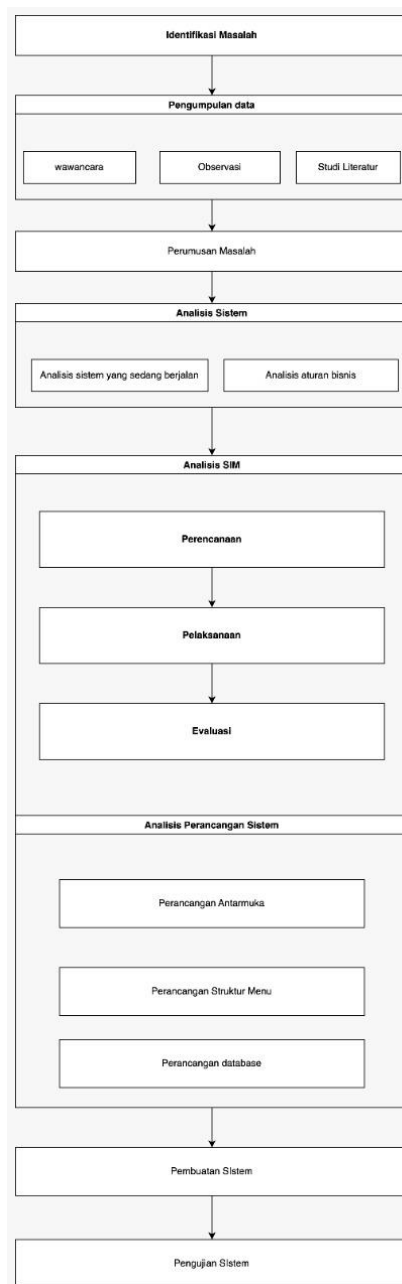 Identifikasi Masalah
Pengumpulan data
wawancara
Observasi
Studi Literatur
Perumusan Masalah
Analisis Sistem
Analisis sistem yang sedang berjalan
Analisis aturan bisnis
Analisis SIM
Perencanaan
Pelaksanaan
Evaluasi
Analisis Perancangan Sistem
Perancangan Antarmuka
Perancangan Struktur Menu
Perancangan database
Pembuatan SIstem
Pengujian SIstem